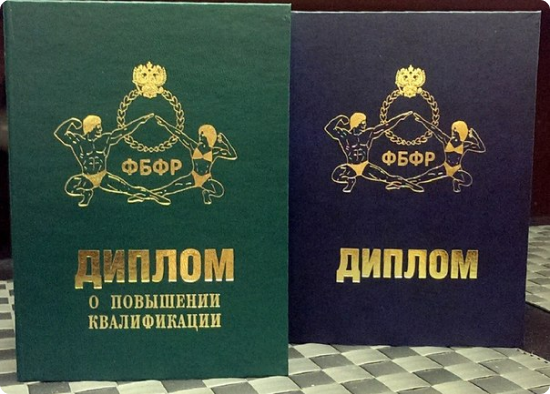 ФБФР
ДИПЛОМ
О ПОВЫШЕНИИ
КВАЛИФИКАЦИИ
ФБФР
ДИПЛОМ